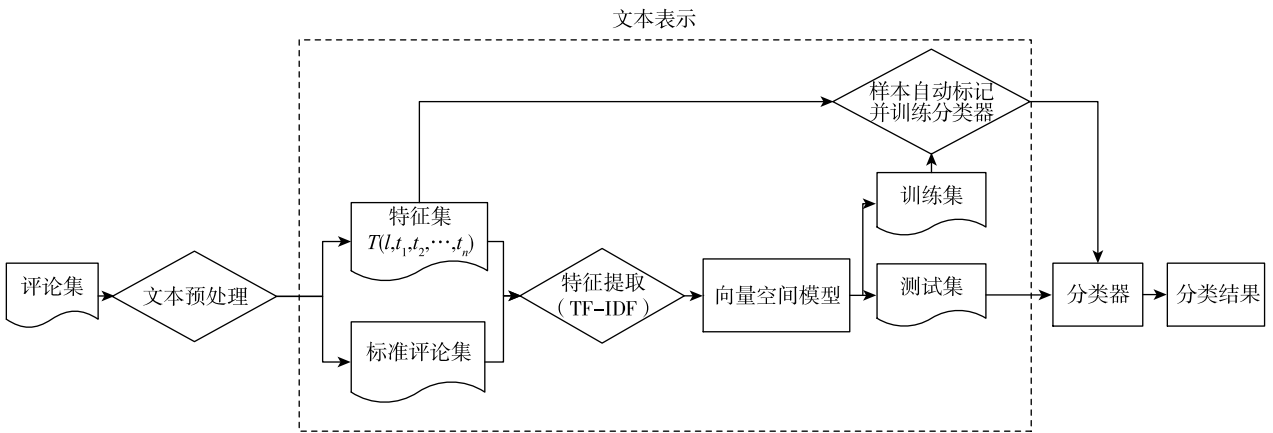 文本表示
样本自动标记
并训练分类器
训练集
特征集
T(l,t₁,t₂,⋯,tₙ)
评论集
文本预处理
特征提取
(TF-IDF)
向量空间模型
测试集
分类器
分类结果
标准评论集